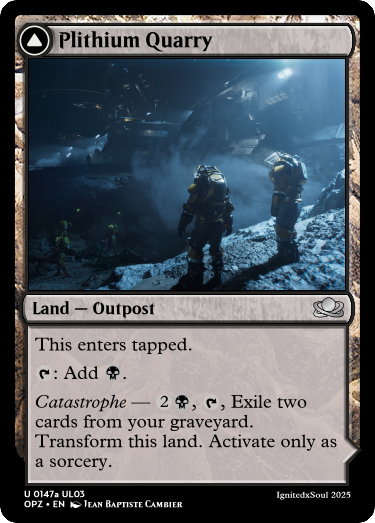 Plithium Quarry
Land — Outpost
This enters tapped.
: Add .
Catastrophe — 2 , , Exile two
cards from your graveyard.
Transform this land. Activate only as
a sorcery.
U 0147a UL03
OPZ • EN Jean Baptiste Cambier
IgnitedxSoul 2025